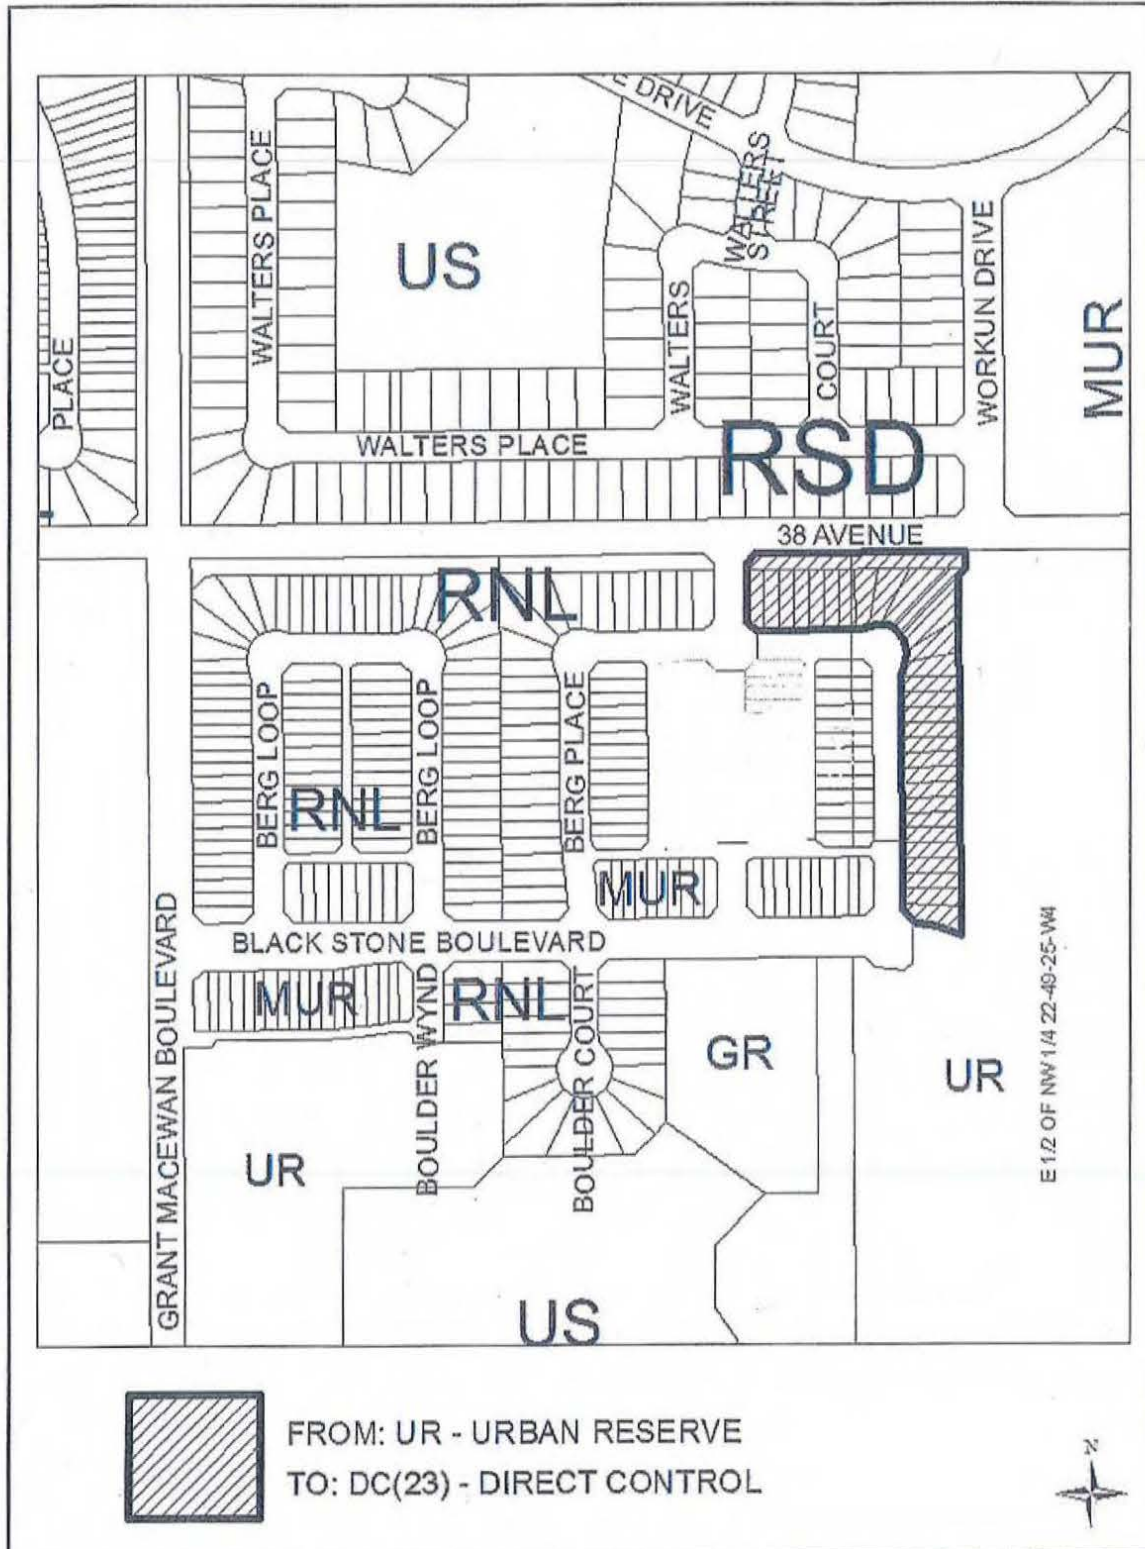 E DRIVE
WALTERS PLACE
WALTERS
STREET
US
WORKUN DRIVE
MUR
PLACE
WALTERS
COURT
WALTERS PLACE
RSD
38 AVENUE
RNL
BERG LOOP
RNL
BERG LOOP
BERG PLACE
MUR
BLACK STONE BOULEVARD
GRANT MACEWAN BOULEVARD
MUR
BOULDER WYND
RNL
BOULDER COURT
GR
UR
E 1/2 OF NW 1/4 22-49-25-W4
UR
US
FROM: UR - URBAN RESERVE
TO: DC(23) - DIRECT CONTROL
N